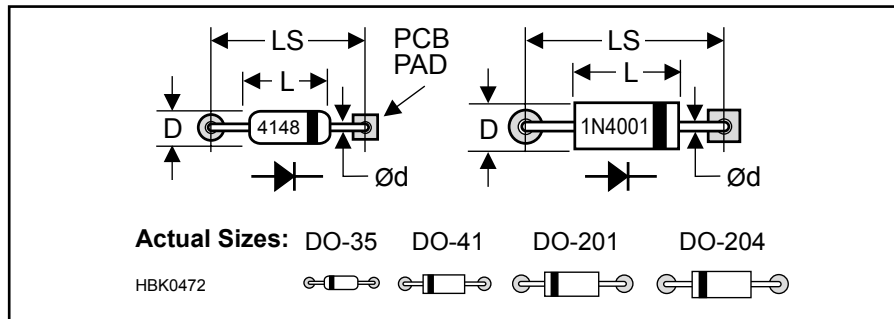 LS
PCB
PAD
LS
L
L
D
4148
D
1N4001
Ød
Ød
Actual Sizes: DO-35 DO-41 DO-201 DO-204
HBK0472